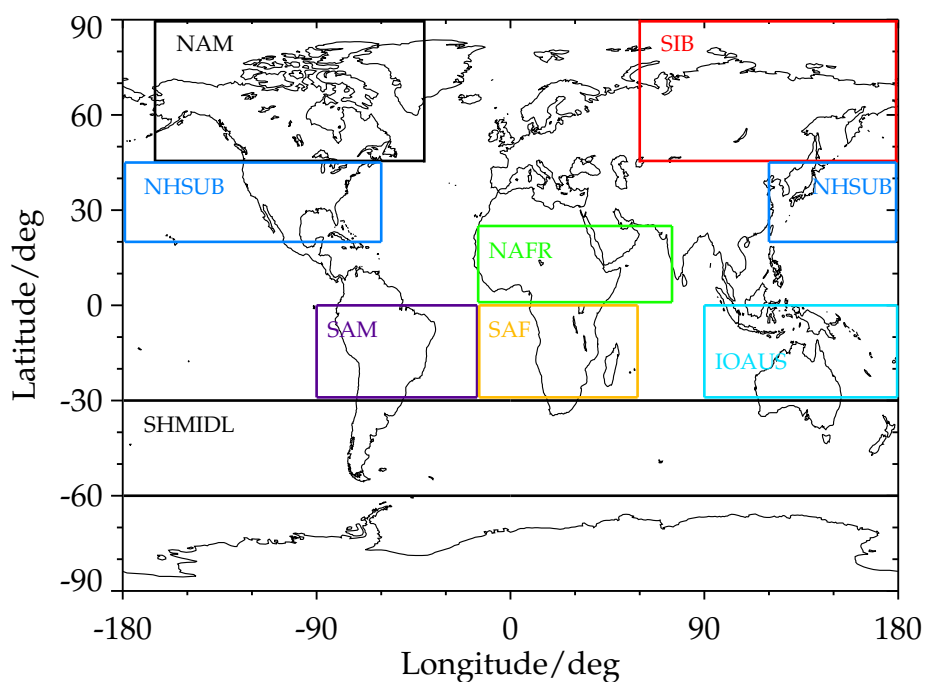 90
NAM
SIB
60
NHSUB
NHSUB
30
NAFR
0
SAM
SAF
IOAUS
-30
SHMIDL
-60
-90
-180
-90
0
90
180
Latitude/deg
Longitude/deg